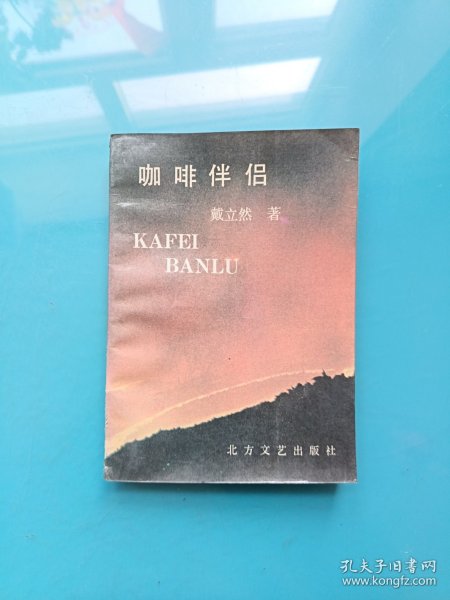 咖啡伴侣
戴立然 著
KAFEI
BANLU
北方文艺出版社
孔夫子旧书网
www.kongfz.com